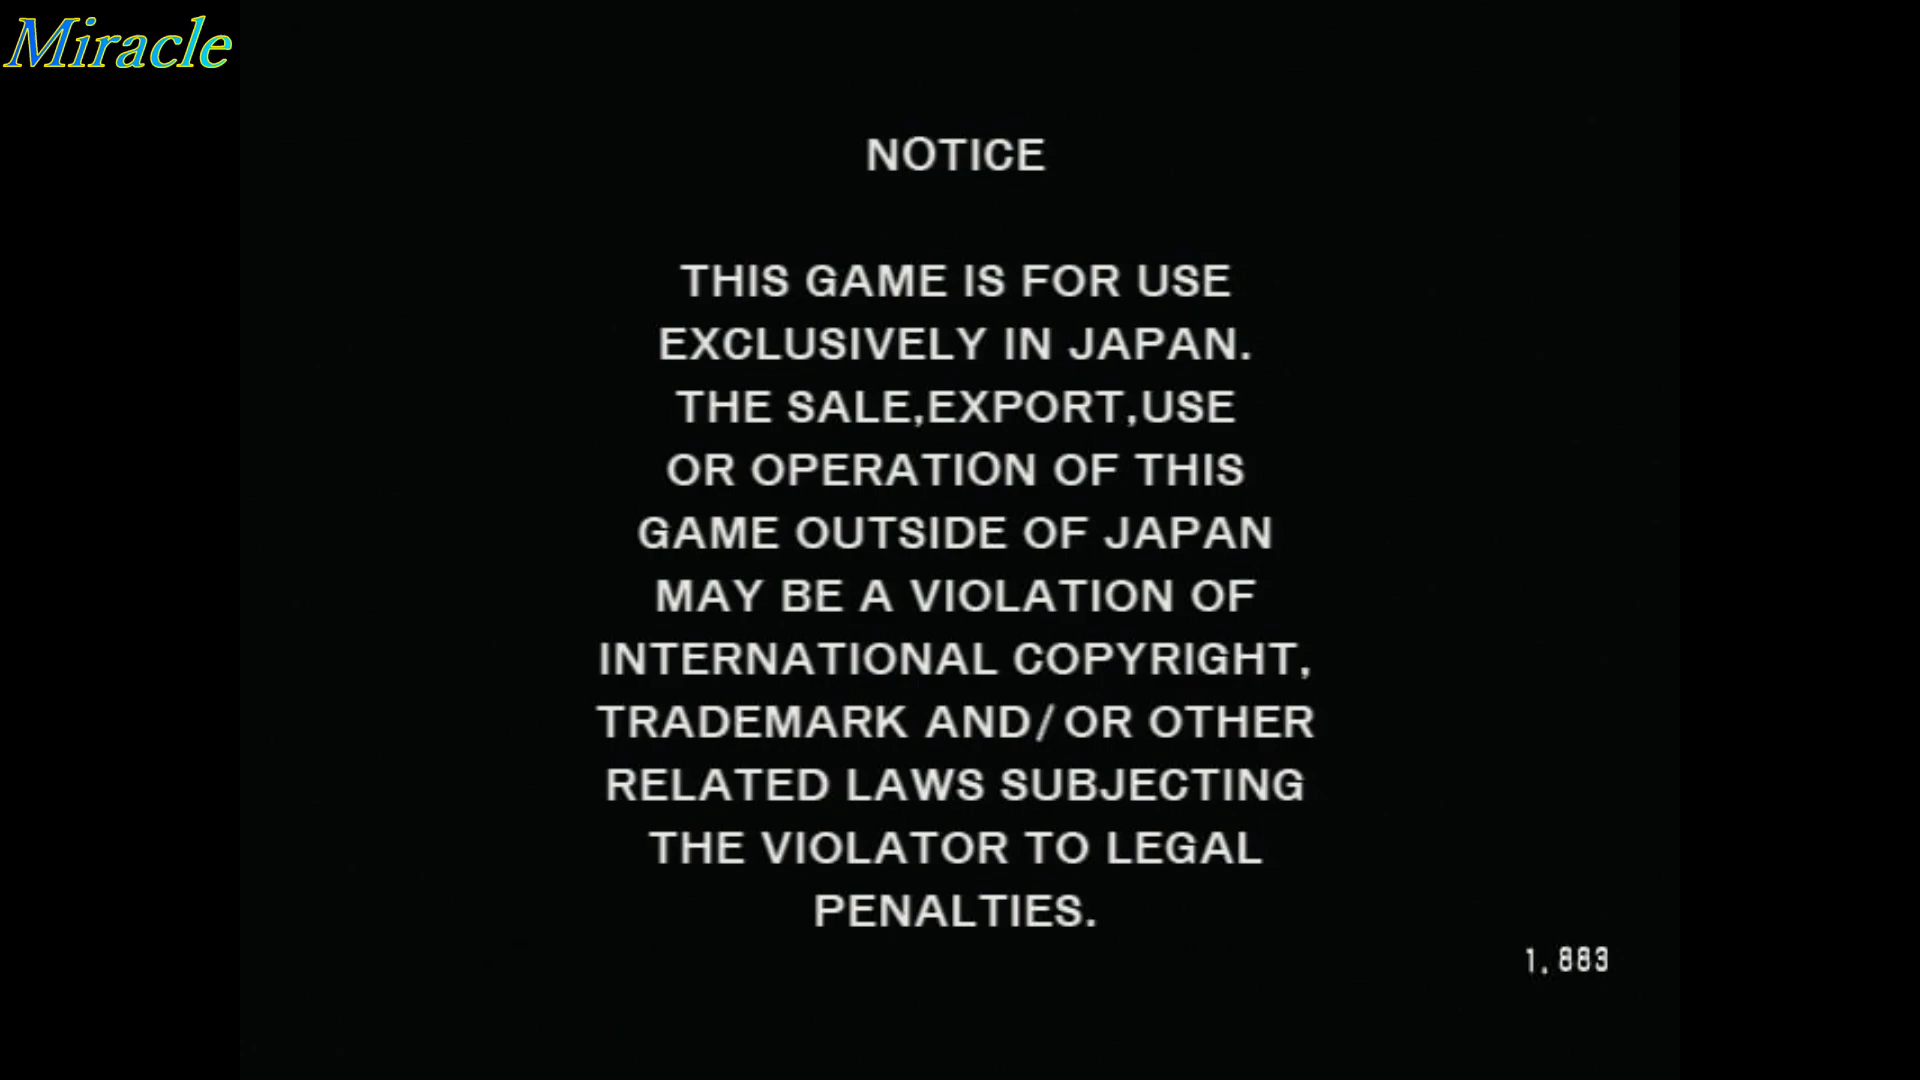 Miracle
NOTICE
THIS GAME IS FOR USE
EXCLUSIVELY IN JAPAN.
THE SALE,EXPORT,USE
OR OPERATION OF THIS
GAME OUTSIDE OF JAPAN
MAY BE A VIOLATION OF
INTERNATIONAL COPYRIGHT,
TRADEMARK AND/OR OTHER
RELATED LAWS SUBJECTING
THE VIOLATOR TO LEGAL
PENALTIES.
1.883